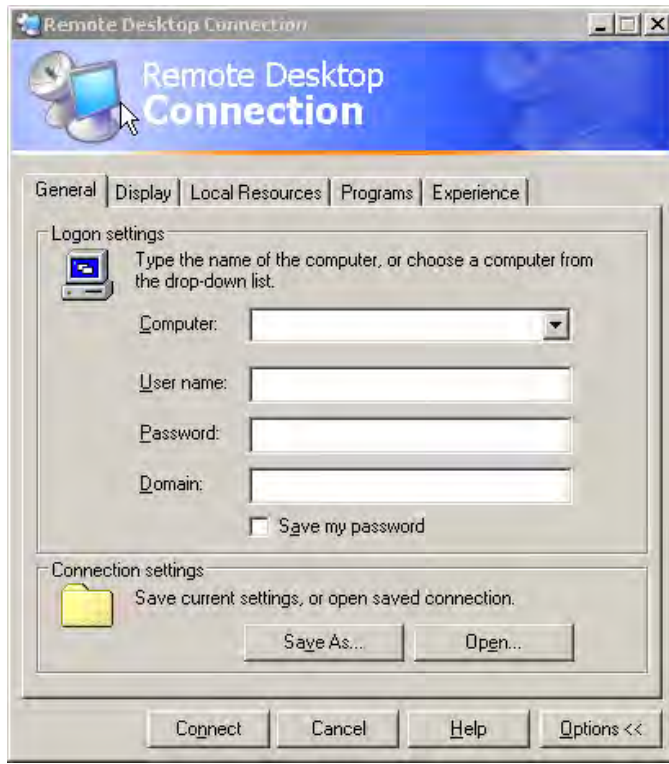 Remote Desktop Connection
Remote Desktop
Connection
General Display Local Resources Programs Experience
Logon settings
Type the name of the computer, or choose a computer from
the drop-down list.
Computer:
User name:
Password:
Domain:
Save my password
Connection settings
Save current settings, or open saved connection.
Save As... Open...
Connect Cancel Help Options <<